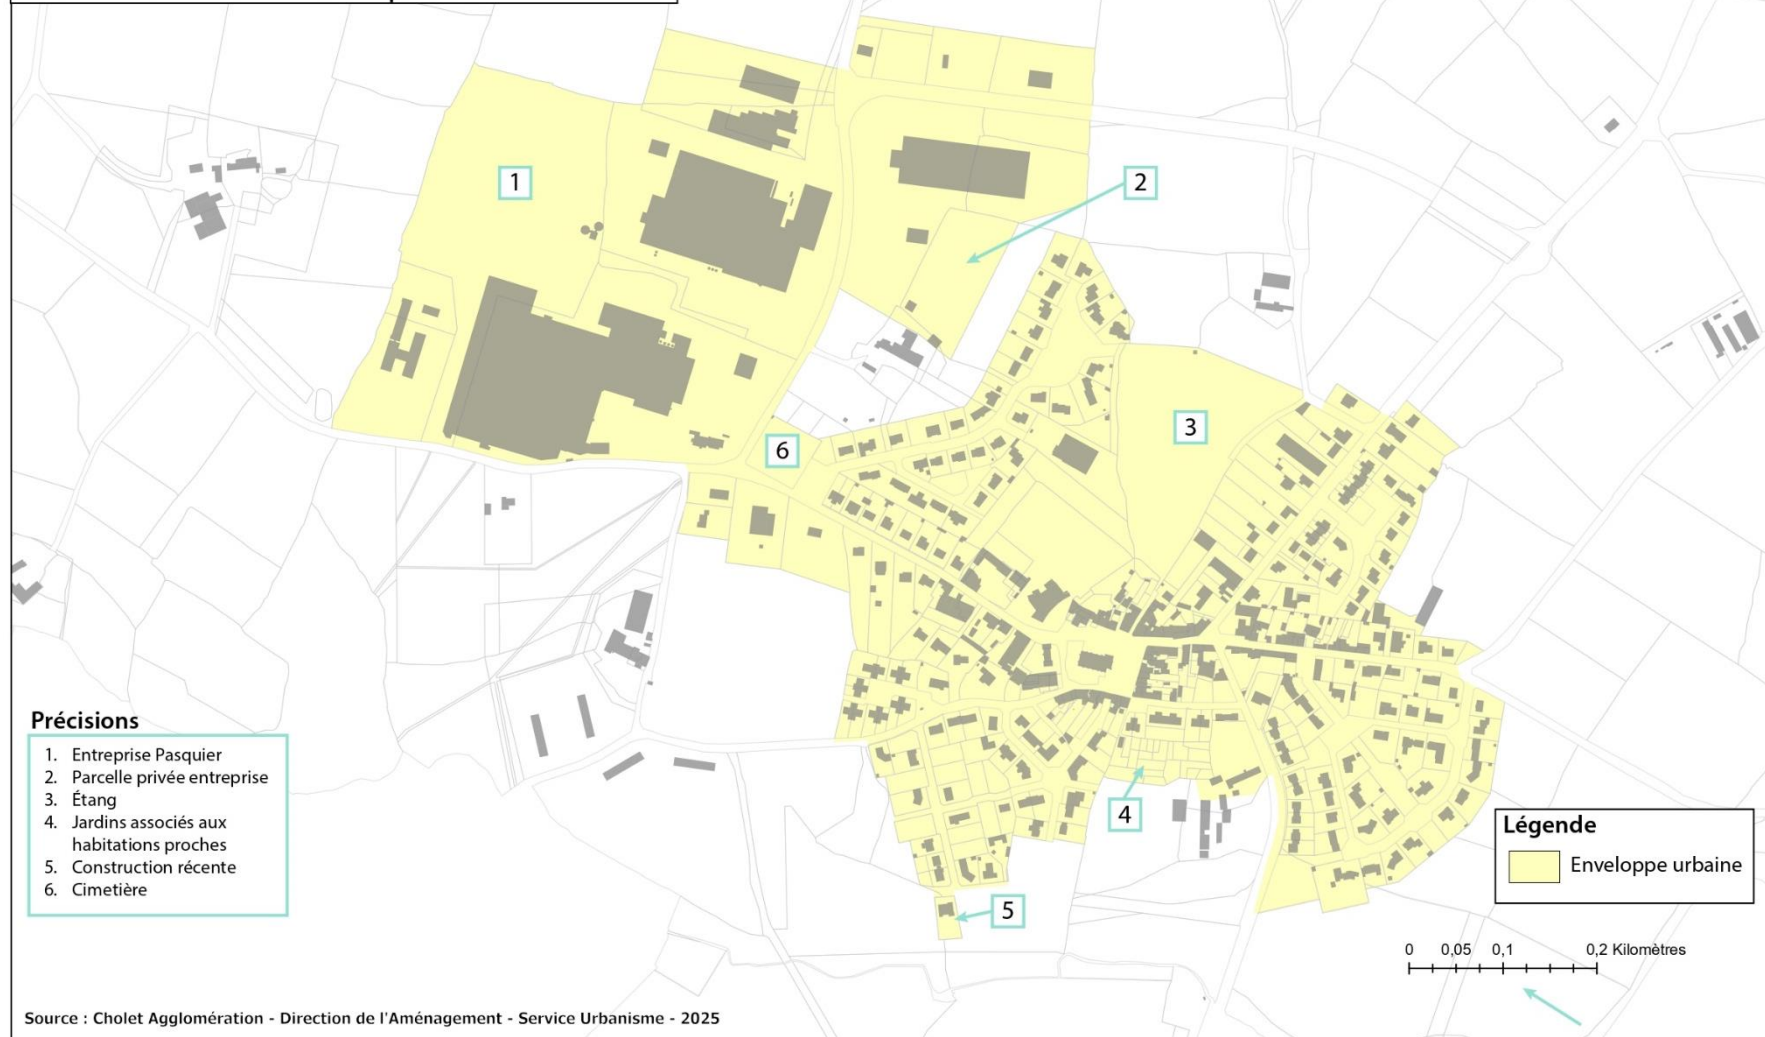 1
2
3
6
4
5
Précisions
1. Entreprise Pasquier
2. Parcelle privée entreprise
3. Étang
4. Jardins associés aux
habitations proches
5. Construction récente
6. Cimetière
Légende
Enveloppe urbaine
0 0,05 0,1 0,2 Kilomètres
Source : Cholet Agglomération - Direction de l'Aménagement - Service Urbanisme - 2025